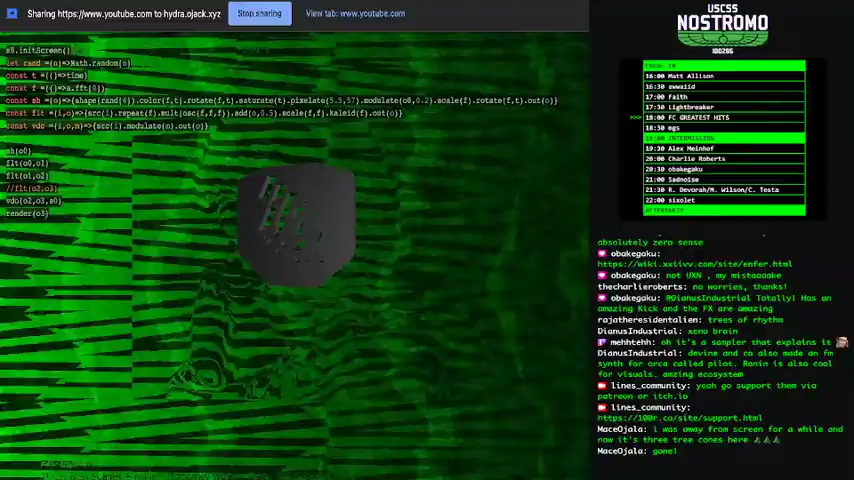 Sharing https://www.youtube.com to hydra.ojack.xyz
Stop sharing
View tab: www.youtube.com
s0.initScreen()
let rand =(n)=>Math.random(n)
const t =(()=>time)
const f =(()=>a.fft[0])
const sh =(o)=>{shape(rand(8)).color(f,t).rotate(f,t).saturate(t).pixelate(5.5,57).modulate(o0,0.2).scale(f).rotate(f,t).out(o)}
const flt =(i,o)=>{src(i).repeat(f).mult(osc(f,f,f)).add(o,0.5).scale(f,f).kaleid(f).out(o)}
const vdo =(i,o,m)=>{src(i).modulate(m).out(o)}
sh(o0)
flt(o0,o1)
flt(o1,o2)
//flt(o2,o3)
vdo(o2,o3,s0)
render(o3)
USCSS
NOSTROMO
180286
16:00 Matt Allison
16:30 awwaiid
17:00 Faith
17:30 Lightbreaker
>>> 18:00 FC GREATEST HITS
18:30 mgs
19:00 INTERMISSION
19:30 Alex Meinhof
20:00 Charlie Roberts
20:30 obakegaku
21:00 Sadnoise
21:30 R. Devorah/M. Wilson/C. Testa
22:00 sixolet
AFTERPARTY
absolutely zero sense
obakegaku:
https://wiki.xxiivv.com/site/enfer.html
obakegaku: not UXN , my mistaaaake
thecharlieroberts: no worries, thanks!
obakegaku: @DianusIndustrial Totally! Has an
amazing Kick and the FX are amazing
rajatheresidentalien: trees of rhythm
DianusIndustrial: xeno brain
mehhtehh: oh it's a sampler that explains it
DianusIndustrial: devine and co also made an fm
synth for orca called pilot. Ronin is also cool
for visuals. amzing ecosystem
lines_community: yeah go support them via
patreon or itch.io
lines_community:
https://100r.co/site/support.html
MaceOjala: i was away from screen for a while and
now it's three tree cones here
MaceOjala: gone!